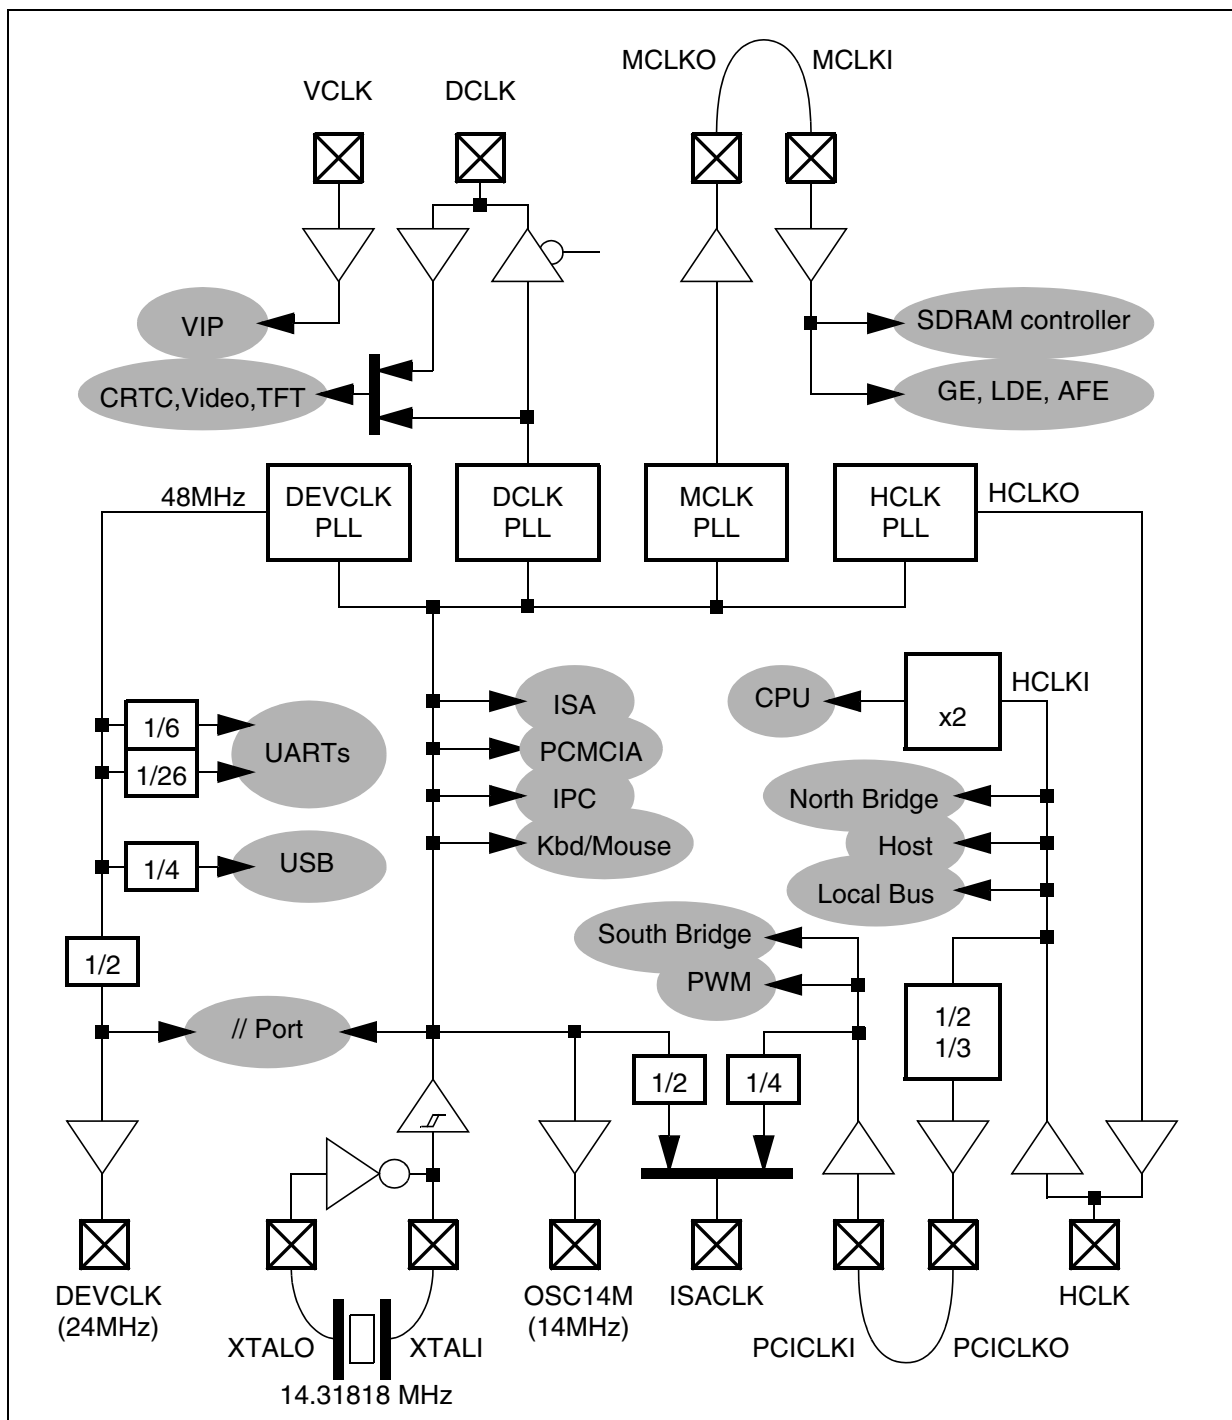 MCLKO MCLKI
VCLK DCLK
VIP
SDRAM controller
CRTC,Video,TFT
GE, LDE, AFE
48MHz
DEVCLK
PLL
DCLK
PLL
MCLK
PLL
HCLK
PLL
HCLKO
ISA
CPU
x2
HCLKI
1/6
UARTs
PCMCIA
1/26
IPC
North Bridge
Kbd/Mouse
Host
1/4
USB
Local Bus
South Bridge
1/2
PWM
1/2
1/3
// Port
1/2
1/4
DEVCLK
(24MHz)
OSC14M
(14MHz)
ISACLK
HCLK
XTALO
XTALI
PCICLKI
PCICLKO
14.31818 MHz